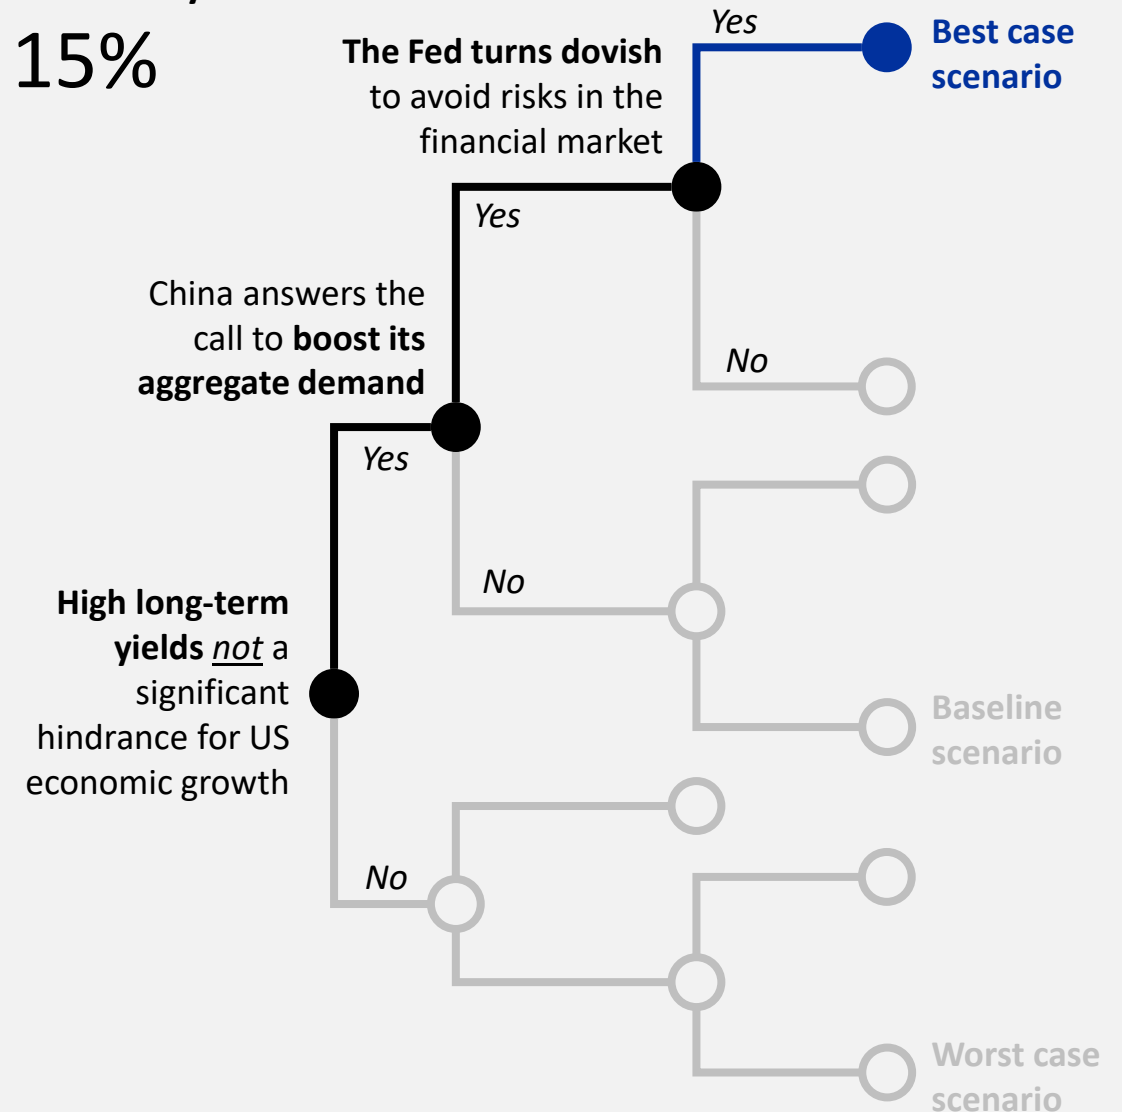 15%
The Fed turns dovish
to avoid risks in the
financial market
Yes
Best case
scenario
Yes
China answers the
call to boost its
aggregate demand
No
Yes
No
High long-term
yields not a
significant
hindrance for US
economic growth
Baseline
scenario
No
Worst case
scenario